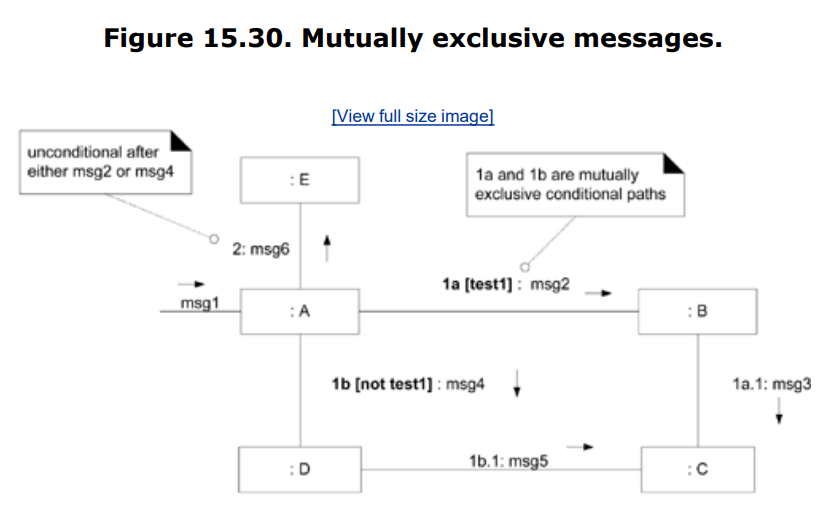 Figure 15.30. Mutually exclusive messages.
[View full size image]
unconditional after
either msg2 or msg4
: E
1a and 1b are mutually
exclusive conditional paths
2: msg6
1a [test1] : msg2
msg1
: A
: B
1b [not test1] : msg4
1a.1: msg3
: D
1b.1: msg5
: C